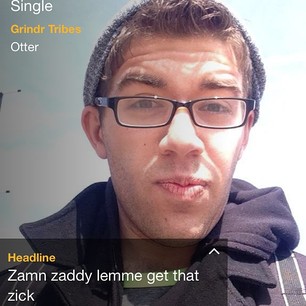 Single
Grindr Tribes
Otter
Headline
Zamn zaddy lemme get that
zick